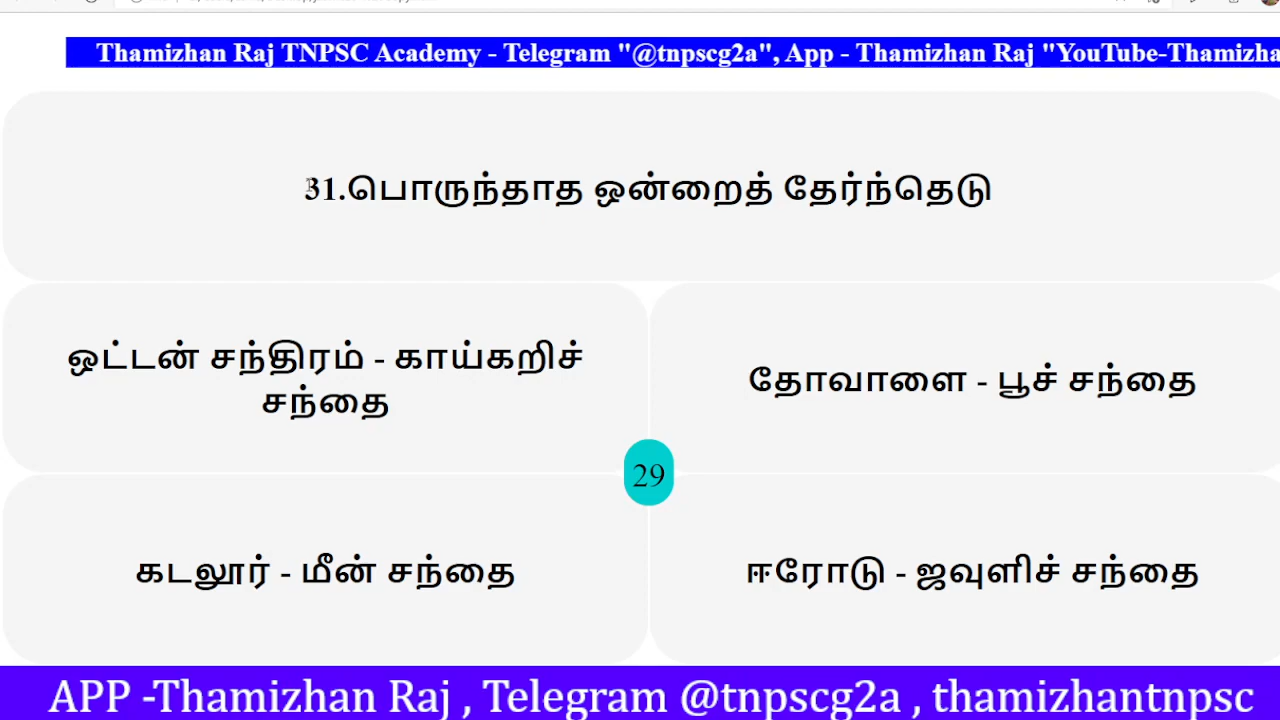 Thamizhan Raj TNPSC Academy - Telegram "@tnpscg2a", App - Thamizhan Raj "YouTube-Thamizha
31.பொருந்தாத ஒன்றைத் தேர்ந்தெடு
ஒட்டன் சந்திரம் - காய்கறிச்
சந்தை
தோவாளை - பூச் சந்தை
29
கடலூர் - மீன் சந்தை
ஈரோடு - ஜவுளிச் சந்தை
APP -Thamizhan Raj , Telegram @tnpscg2a , thamizhantnpsc